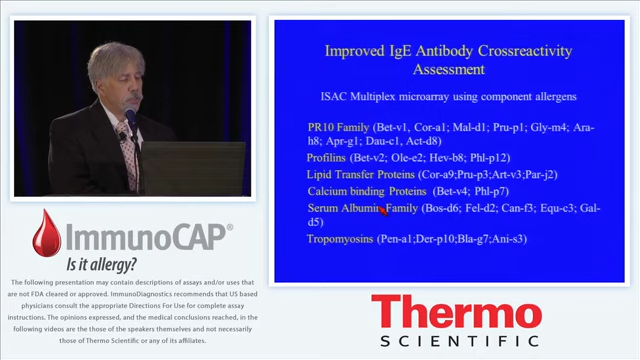 Improved IgE Antibody Crossreactivity
Assessment
ISAC Multiplex microarray using component allergens
PR10 Family (Bet-v1, Cor-a1; Mal-d1; Pru-p1; Gly-m4; Ara-
h8; Apr-g1; Dau-c1, Act-d8)
Profilins (Bet-v2; Ole-e2; Hev-b8; Phl-p12)
Lipid Transfer Proteins (Cor-a9;Pru-p3;Art-v3;Par-j2)
Calcium binding Proteins (Bet-v4; Phl-p7)
Serum Albumin Family (Bos-d6; Fel-d2; Can-f3; Equ-c3; Gal-
d5)
Tropomyosins (Pen-a1;Der-p10;Bla-g7;Ani-s3)
ImmunoCAP®
Is it allergy?
The following presentation may contain descriptions of assays and/or uses that
are not FDA cleared or approved. ImmunoDiagnostics recommends that US based
physicians consult the appropriate Directions For Use for complete assay
instructions. The opinions expressed, and the medical conclusions reached, in the
following videos are the those of the speakers themselves and not necessarily
those of Thermo Scientific or any of its affiliates.
Thermo
SCIENTIFIC